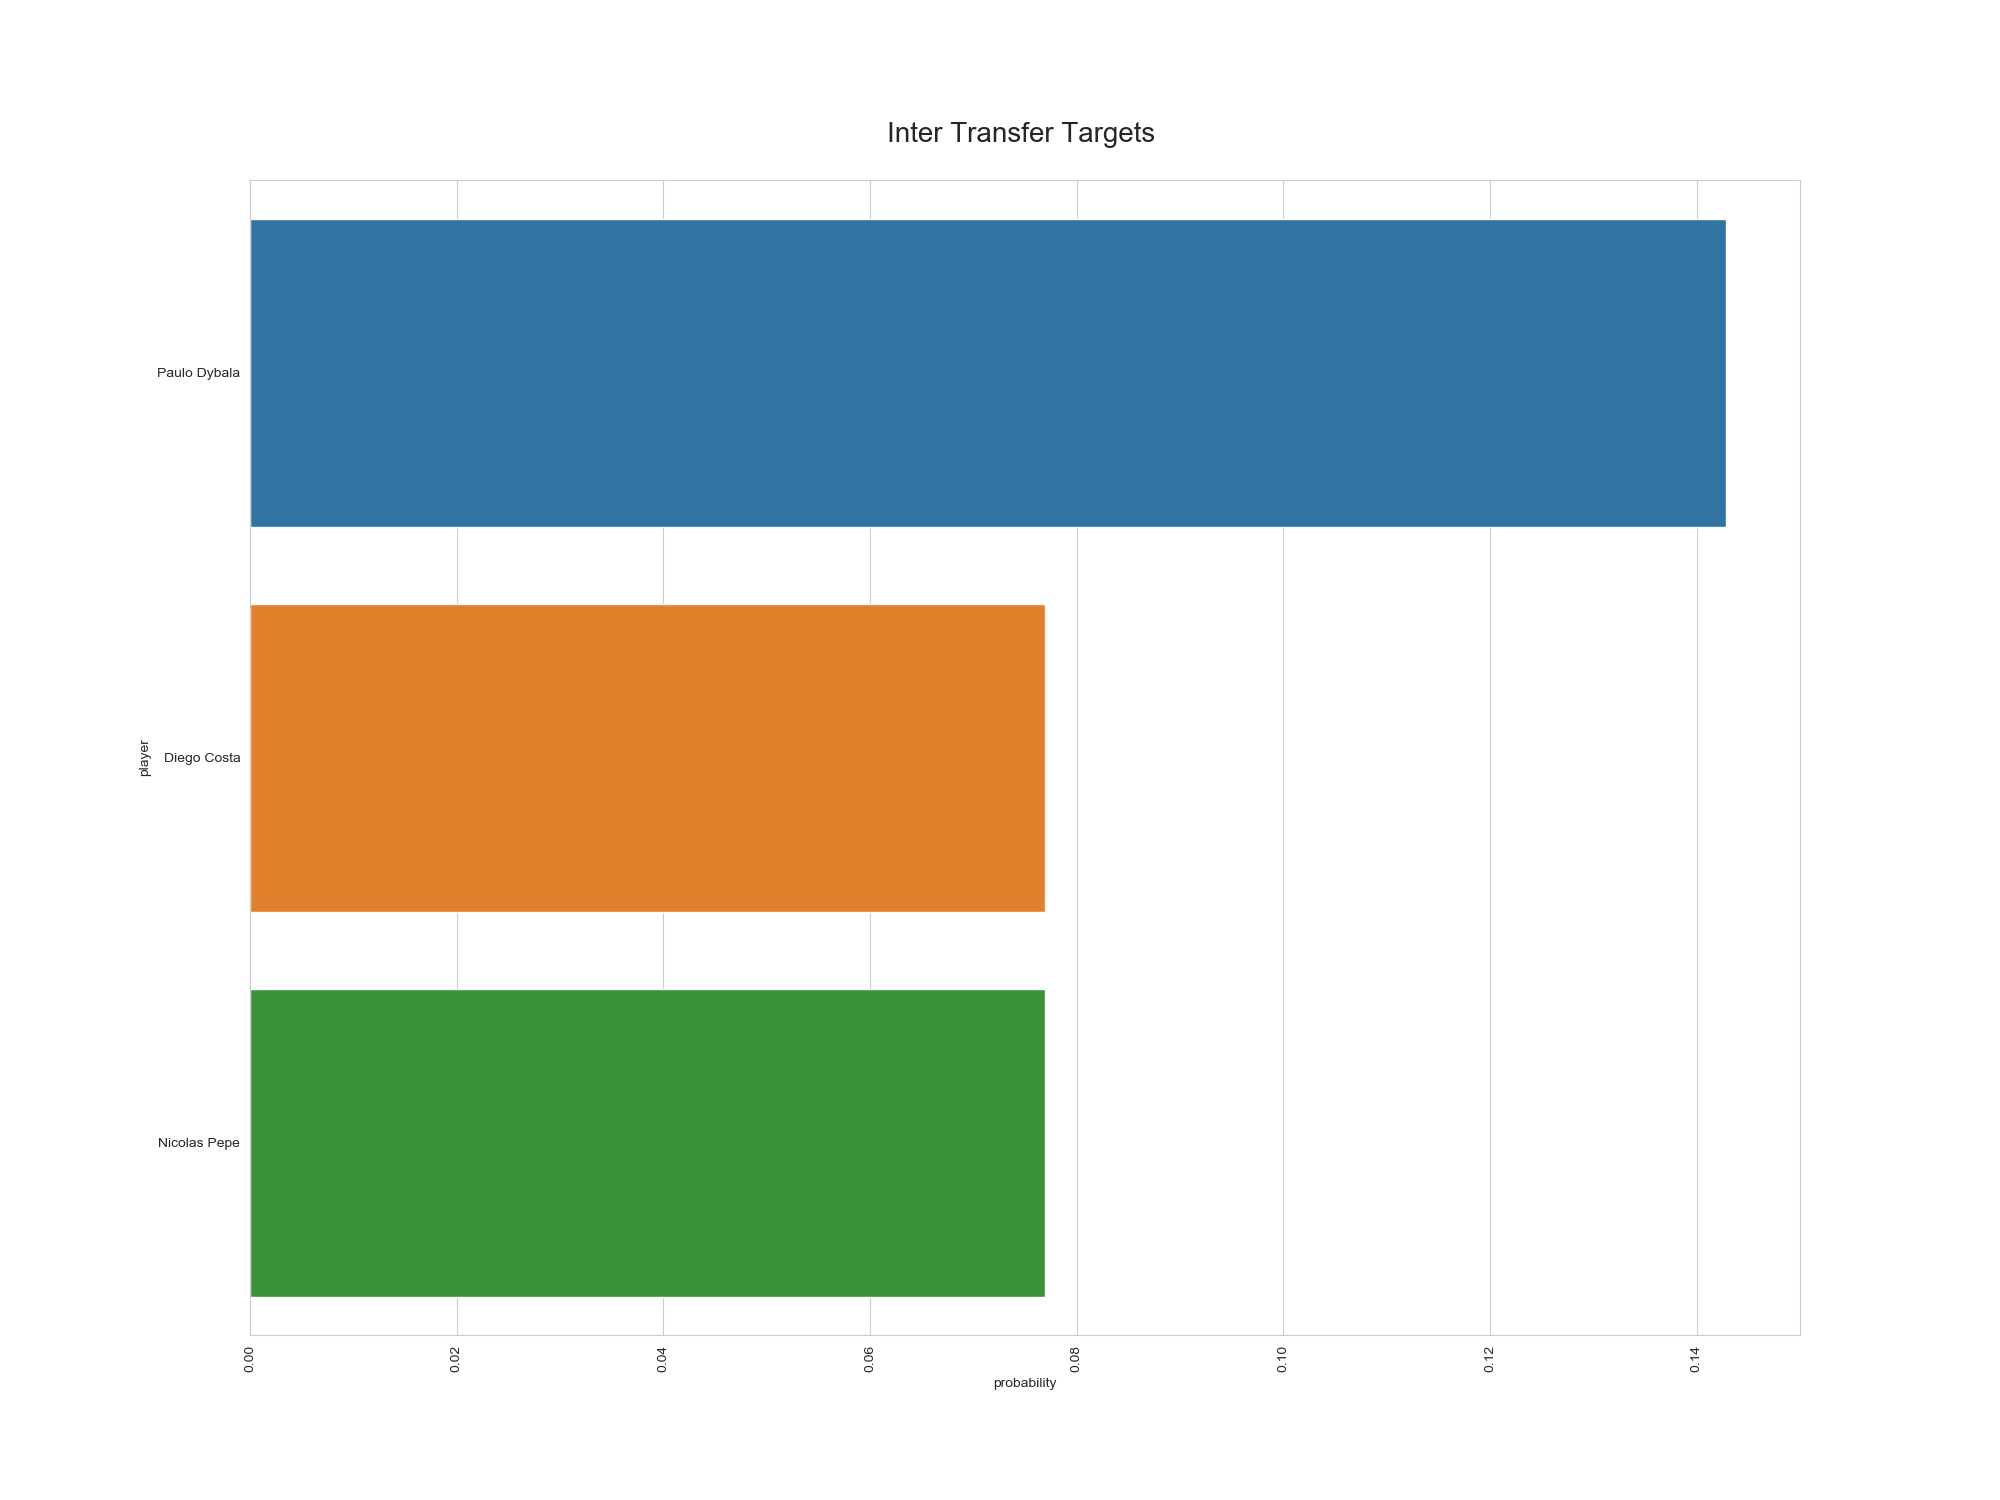 Inter Transfer Targets
Paulo Dybala
Diego Costa
Nicolas Pepe
player
0.00
0.02
0.04
0.06
0.08
0.10
0.12
0.14
probability